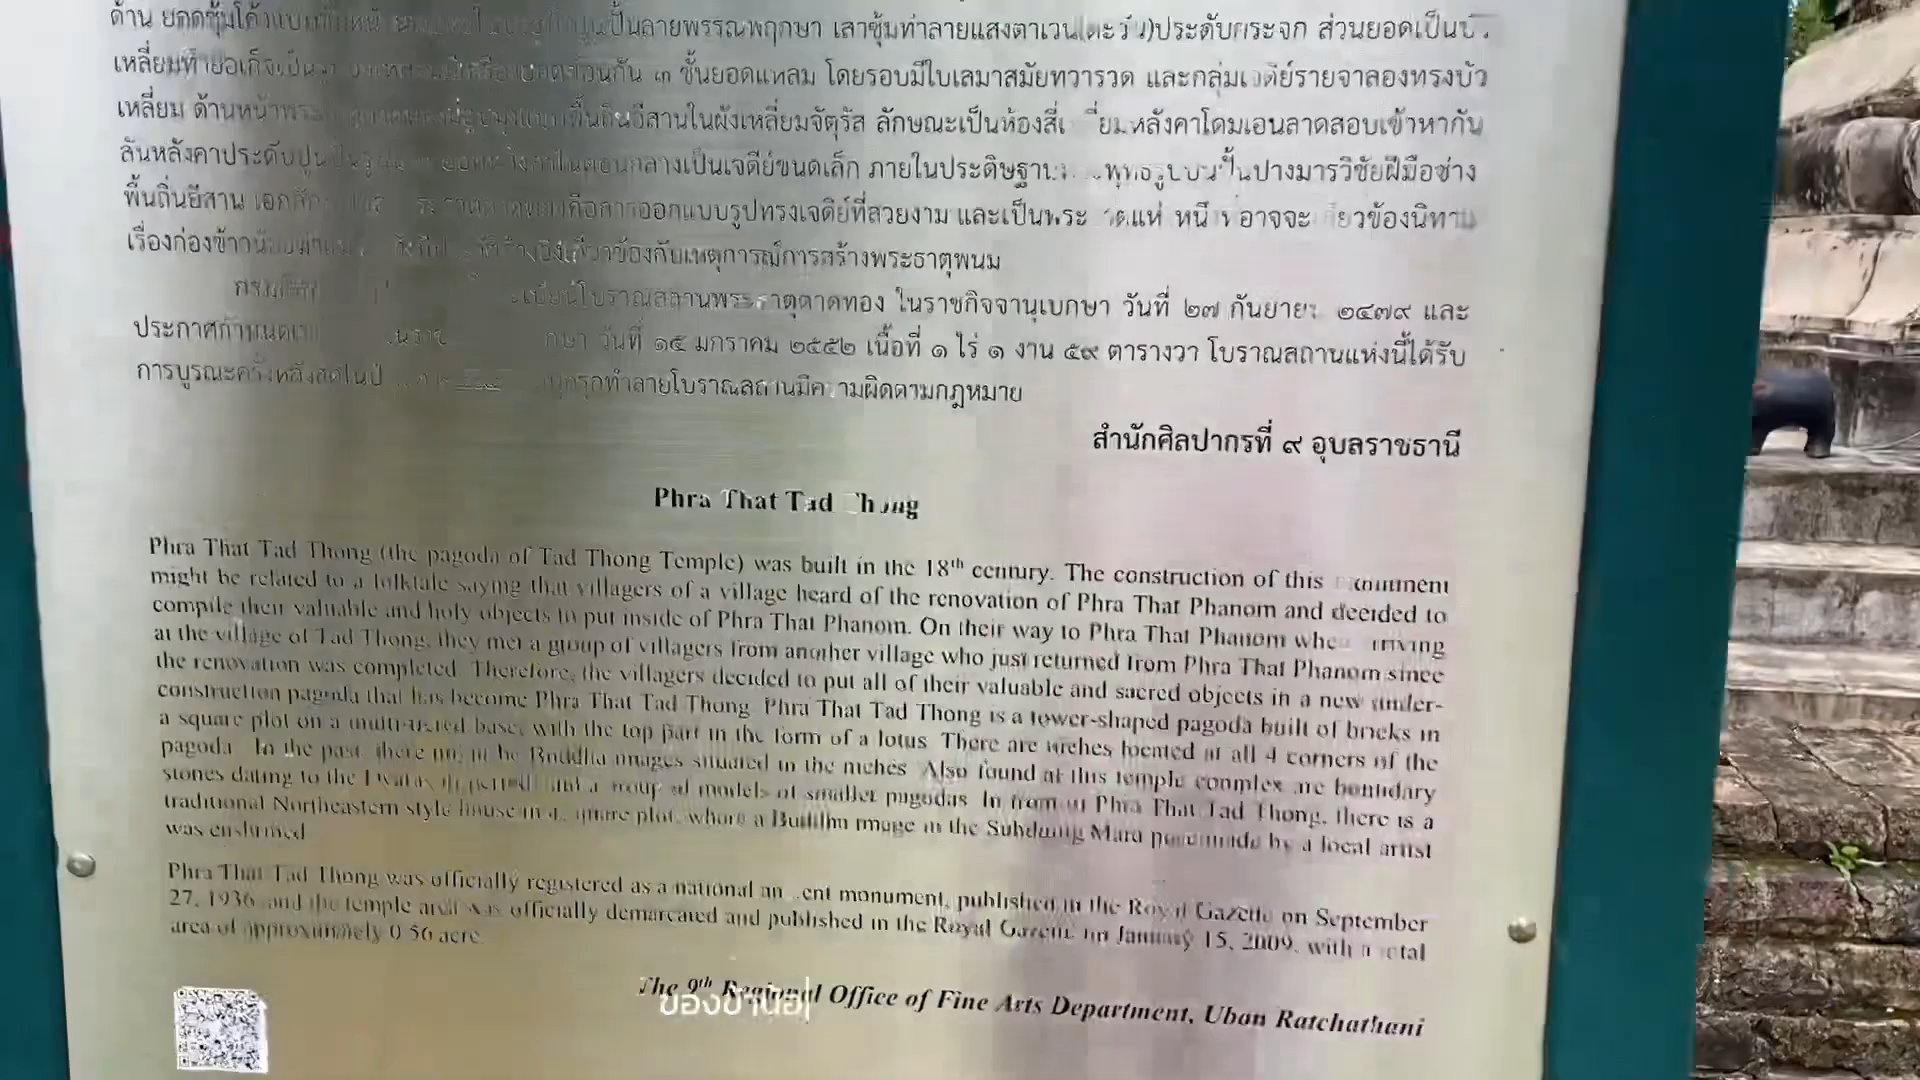 พรรณพฤกษา เสาซุ้มทำลายแสงตาเวน(ตะวัน)ประดับกระจก ส่วนยอดเป็นบัว
ชั้นยอดแหลม โดยรอบมีใบเสมาสมัยทวารวดี และกลุ่มเจดีย์รายจำลองทรงบัว
เหลี่ยม ด้านหน้า พื้นถิ่นอีสานในผังเหลี่ยมจัตุรัส ลักษณะเป็นห้องสี่เหลี่ยมหลังคาโดมเอนลาดสอบเข้าหากัน
สันหลังคาประดับปูน ตอนกลางเป็นเจดีย์ขนดเล็ก ภายในประดิษฐาน ปางมารวิชัยฝีมือช่าง
พื้นถิ่นอีสาน คือการออกแบบรูปทรงเจดีย์ที่สวยงาม และเป็นพระ อาจจะ นิทาน
เรื่องก่องข้าวน้อย กับเหตุการณ์การสร้างพระธาตุพนม
โบราณสถานพระธาตุตาดทอง ในราชกิจจานุเบกษา วันที่ ๒๗ กันยายน ๒๔๗๙ และ
ประกาศกำหนด วันที่ ๑๕ มกราคม ๒๕๕๒ เนื้อที่ ๑ ไร่ ๑ งาน ๕๙ ตารางวา โบราณสถานแห่งนี้ได้รับ
การบูรณะครั้งหลังสุดในปี ทำลายโบราณสถานมีความผิดตามกฎหมาย
สำนักศิลปากรที่ ๙ อุบลราชธานี
Phra That Tad Thong
Phra That Tad Thong (the pagoda of Tad Thong Temple) was built in the 18th century. The construction of this monument
might be related to a folktale saying that villagers of a village heard of the renovation of Phra That Phanom and decided to
compile their valuable and holy objects to put inside of Phra That Phanom. On their way to Phra That Phanom when arriving
at the village of Tad Thong, they met a group of villagers from another village who just returned from Phra That Phanom since
the renovation was completed. Therefore, the villagers decided to put all of their valuable and sacred objects in a new under-
construction pagoda that has become Phra That Tad Thong. Phra That Tad Thong is a tower-shaped pagoda built of bricks in
a square plot on a multi-tiered base, with the top part in the form of a lotus. There are niches located at all 4 corners of the
pagoda. In the past, there might be Buddha images situated in the niches. Also found at this temple complex are boundary
stones dating to the Dvaravati period and a group of models of smaller pagodas. In front of Phra That Tad Thong, there is a
traditional Northeastern style house in a square plot, where a Buddha image in the Subduing Mara pose made by a local artist
was enshrined.
Phra That Tad Thong was officially registered as a national ancient monument, published in the Royal Gazette on September
27, 1936 and the temple area was officially demarcated and published in the Royal Gazette on January 15, 2009, with a total
area of approximately 0.56 acre.
The 9th Regional Office of Fine Arts Department, Ubon Ratchathani
ของข้าน้อ